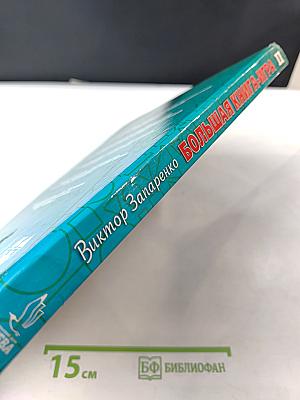 Виктор Запаренко БОЛЬШАЯ КНИГА-ИГРА
15 см
БФ БИБЛИОФАН